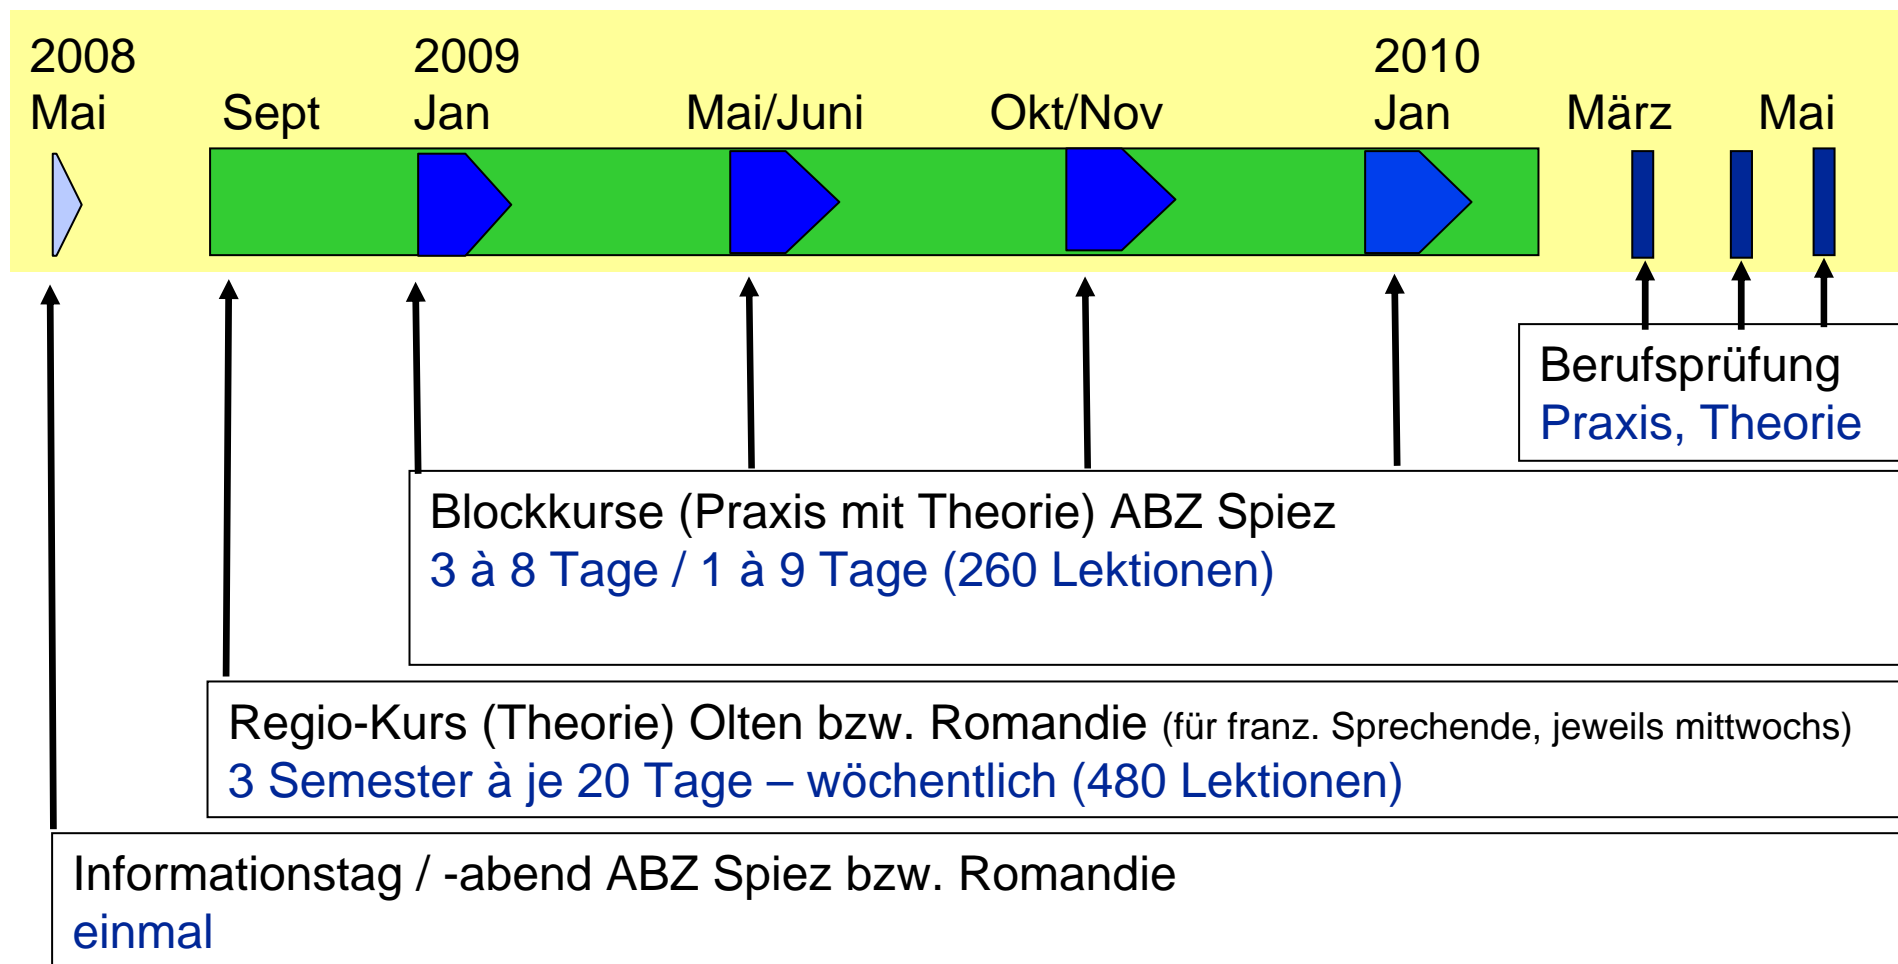 2008 2009 2010
Mai Sept Jan Mai/Juni Okt/Nov Jan März Mai
Berufsprüfung
Praxis, Theorie
Blockkurse (Praxis mit Theorie) ABZ Spiez
3 à 8 Tage / 1 à 9 Tage (260 Lektionen)
Regio-Kurs (Theorie) Olten bzw. Romandie (für franz. Sprechende, jeweils mittwochs)
3 Semester à je 20 Tage – wöchentlich (480 Lektionen)
Informationstag / -abend ABZ Spiez bzw. Romandie
einmal